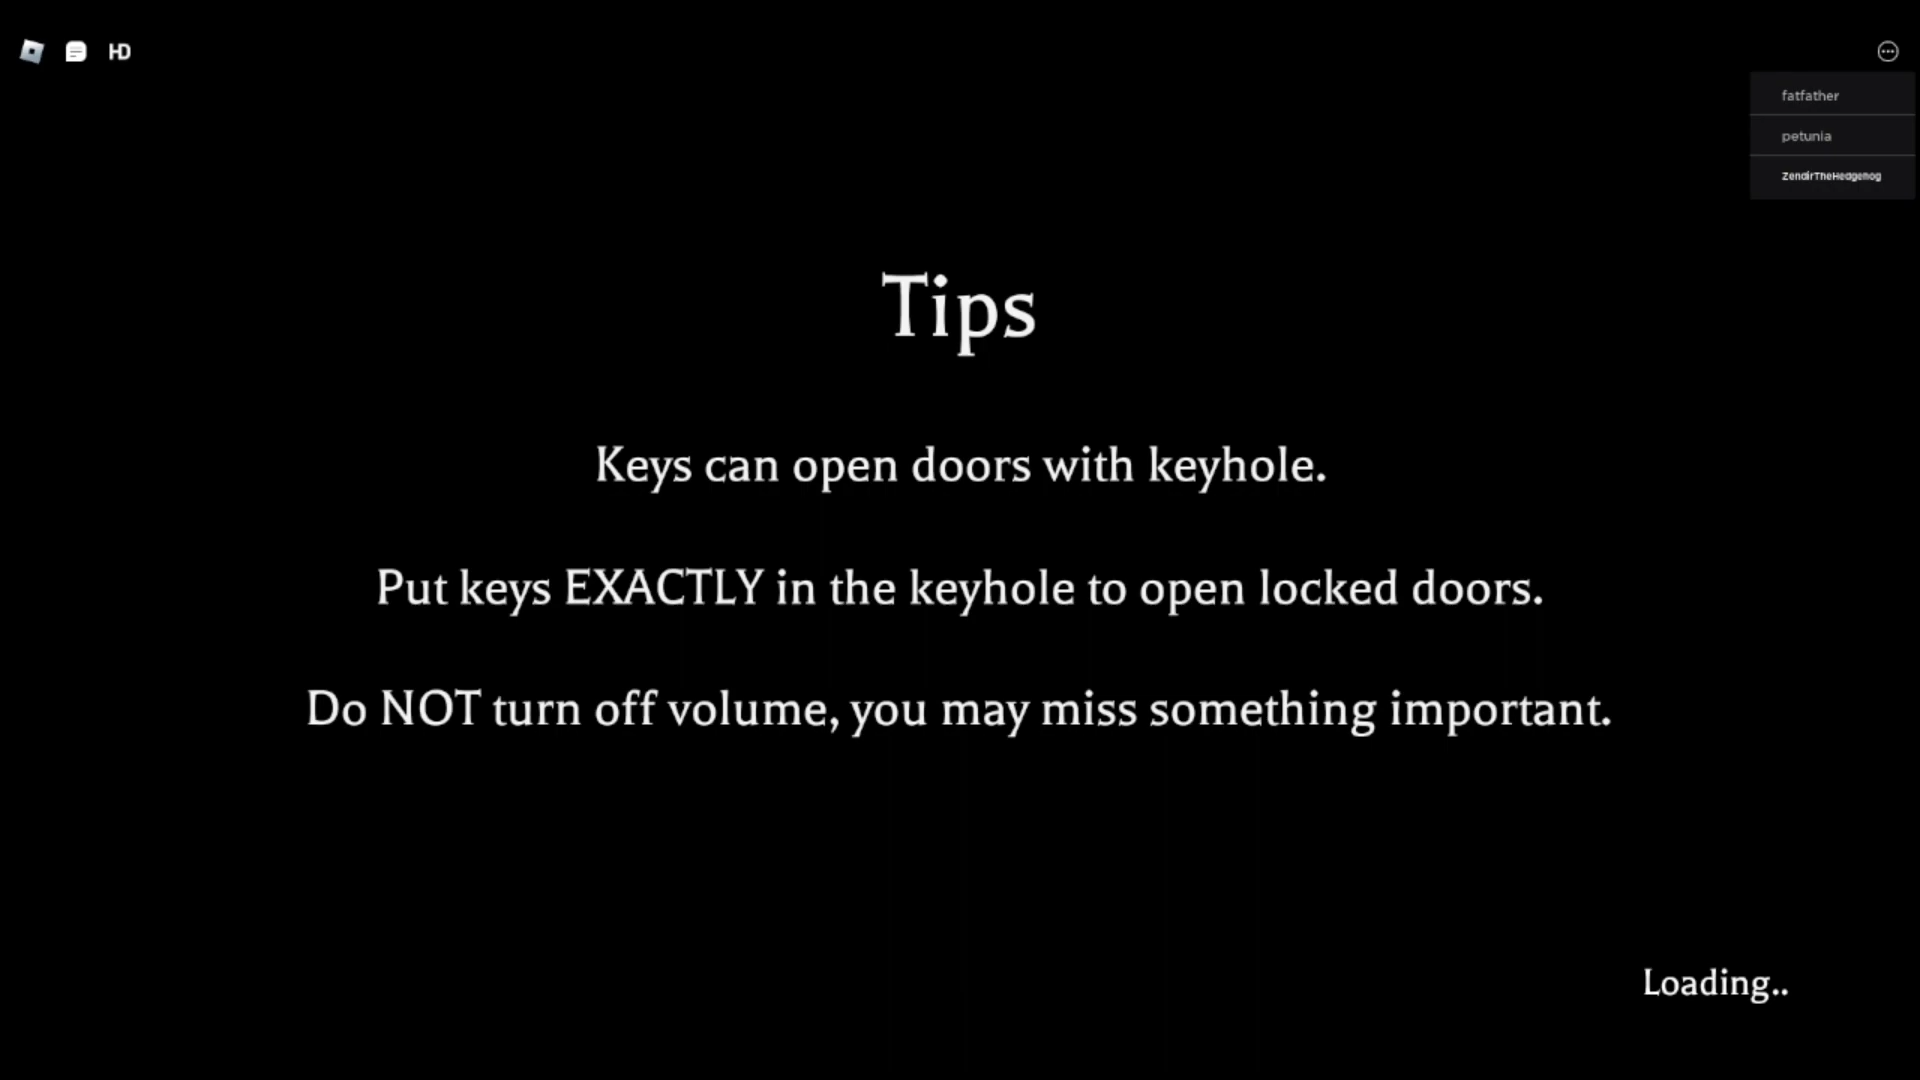 HD
fatfather
petunia
ZendirTheHedgehog
Tips
Keys can open doors with keyhole.
Put keys EXACTLY in the keyhole to open locked doors.
Do NOT turn off volume, you may miss something important.
Loading..